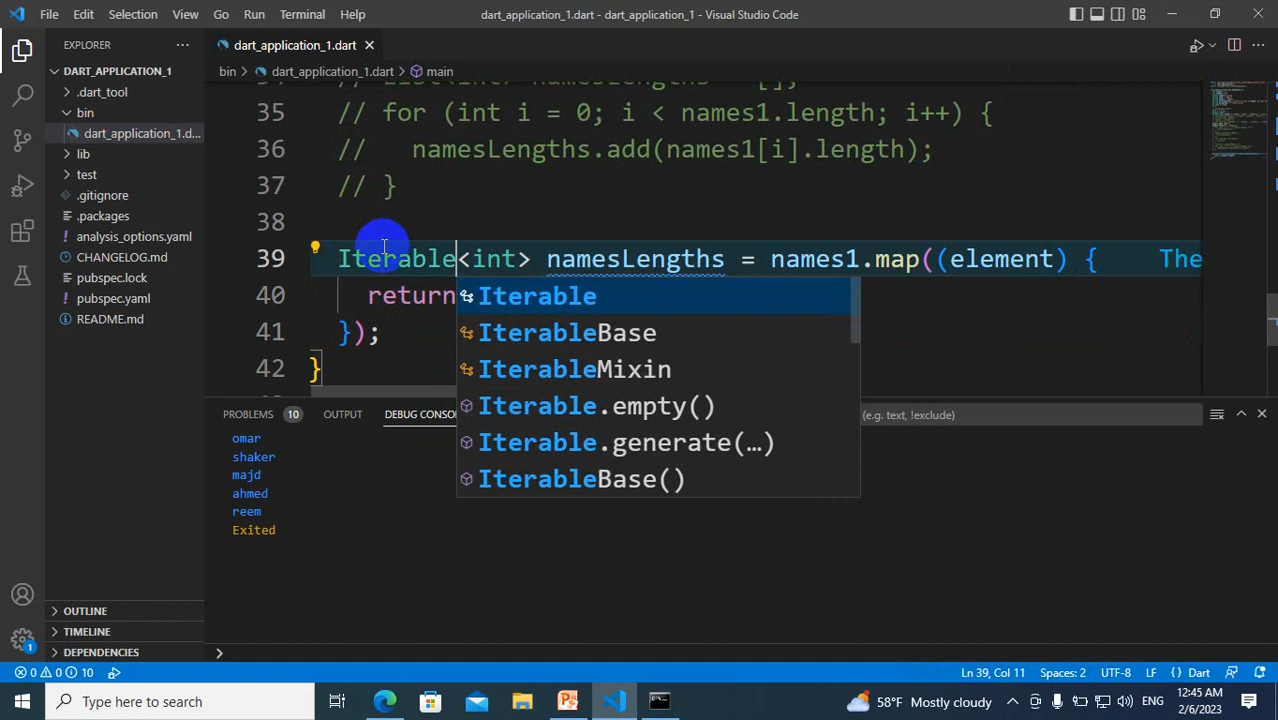 File Edit Selection View Go Run Terminal Help
dart_application_1.dart - dart_application_1 - Visual Studio Code
EXPLORER
DART_APPLICATION_1
.dart_tool
bin
dart_application_1.d...
lib
test
.gitignore
.packages
analysis_options.yaml
CHANGELOG.md
pubspec.lock
pubspec.yaml
README.md
OUTLINE
TIMELINE
DEPENDENCIES
dart_application_1.dart
bin > dart_application_1.dart > main
34 // List<int> namesLengths = [];
35 // for (int i = 0; i < names1.length; i++) {
36 //   namesLengths.add(names1[i].length);
37 // }
38
39 Iterable<int> namesLengths = names1.map((element) { The
40 return
41 });
42 }
Iterable
IterableBase
IterableMixin
Iterable.empty()
Iterable.generate(…)
IterableBase()
PROBLEMS 10 OUTPUT DEBUG CONSO
(e.g. text, !exclude)
omar
shaker
majd
ahmed
reem
Exited
0 0 10
Ln 39, Col 11 Spaces: 2 UTF-8 LF {} Dart
1
Type here to search
58°F Mostly cloudy
ENG
12:45 AM
2/6/2023